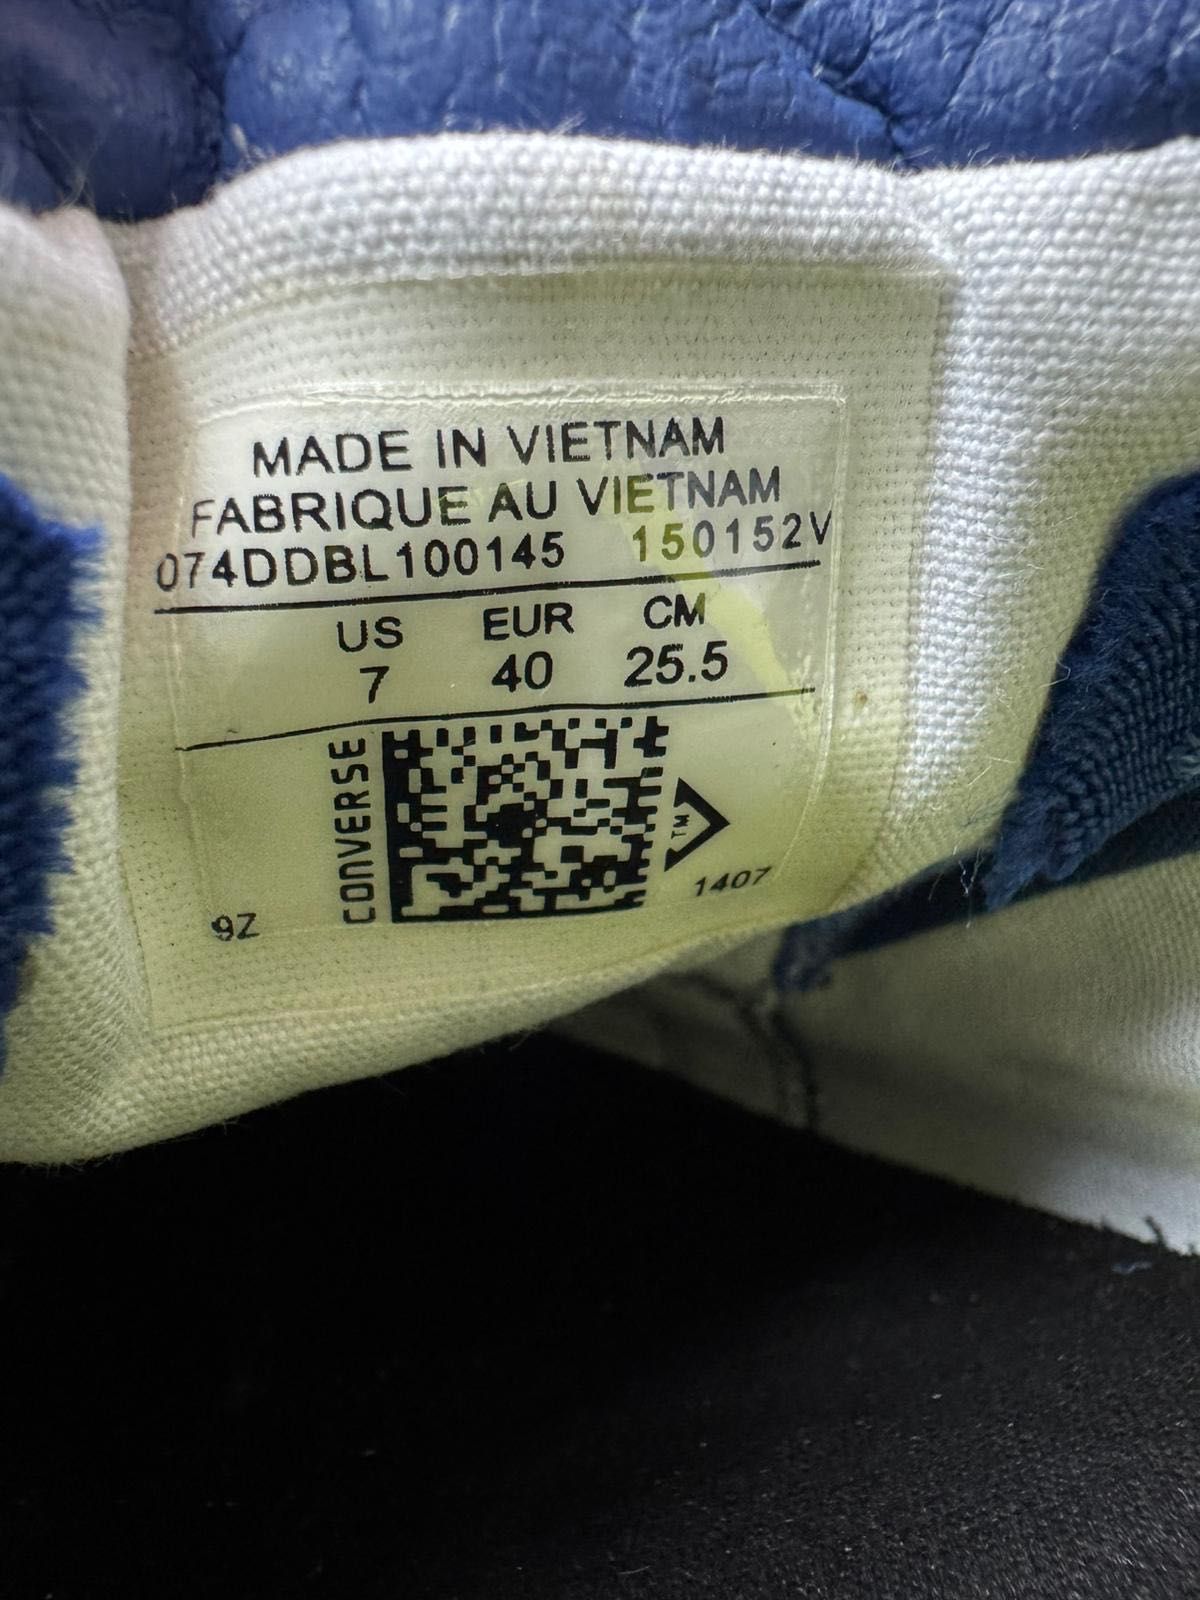 MADE IN VIETNAM
FABRIQUE AU VIETNAM
074DDBL100145 150152V
US EUR CM
7 40 25.5
CONVERSE
TM
1407
9Z